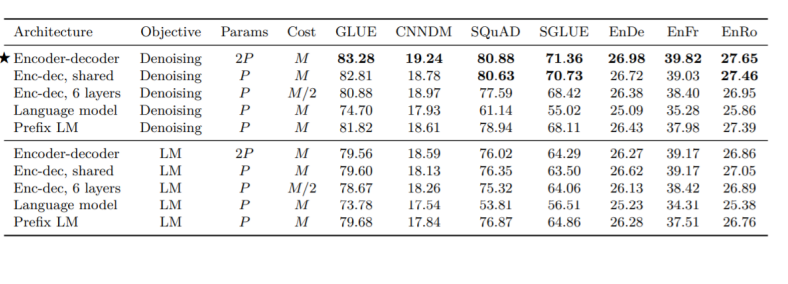 Architecture Objective Params Cost GLUE CNNDM SQuAD SGLUE EnDe EnFr EnRo
★ Encoder-decoder Denoising 2P M 83.28 19.24 80.88 71.36 26.98 39.82 27.65
Enc-dec, shared Denoising P M 82.81 18.78 80.63 70.73 26.72 39.03 27.46
Enc-dec, 6 layers Denoising P M/2 80.88 18.97 77.59 68.42 26.38 38.40 26.95
Language model Denoising P M 74.70 17.93 61.14 55.02 25.09 35.28 25.86
Prefix LM Denoising P M 81.82 18.61 78.94 68.11 26.43 37.98 27.39
Encoder-decoder LM 2P M 79.56 18.59 76.02 64.29 26.27 39.17 26.86
Enc-dec, shared LM P M 79.60 18.13 76.35 63.50 26.62 39.17 27.05
Enc-dec, 6 layers LM P M/2 78.67 18.26 75.32 64.06 26.13 38.42 26.89
Language model LM P M 73.78 17.54 53.81 56.51 25.23 34.31 25.38
Prefix LM LM P M 79.68 17.84 76.87 64.86 26.28 37.51 26.76